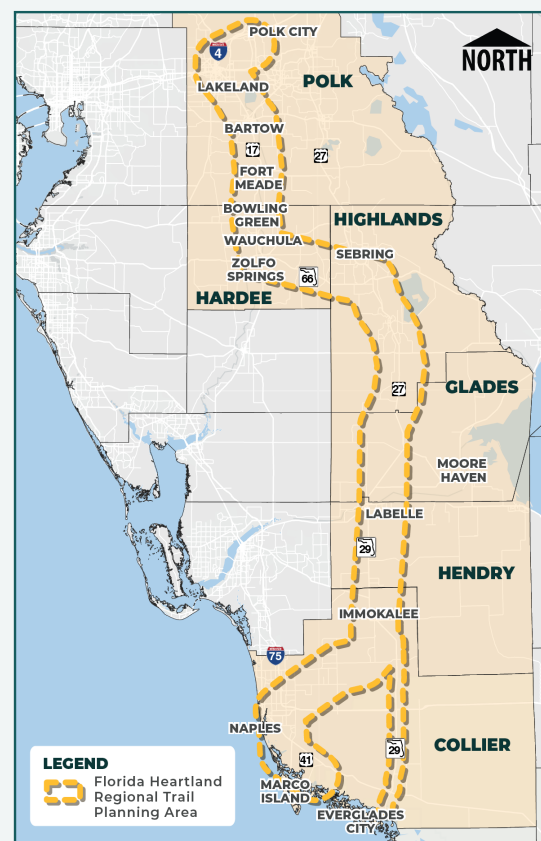 POLK CITY
4
NORTH
POLK
LAKELAND
BARTOW
17
27
FORT
MEADE
BOWLING
GREEN
HIGHLANDS
WAUCHULA
SEBRING
ZOLFO
SPRINGS
66
HARDEE
27
GLADES
MOORE
HAVEN
LABELLE
29
HENDRY
IMMOKALEE
75
NAPLES
29
COLLIER
41
MARCO
ISLAND
EVERGLADES
CITY
LEGEND
Florida Heartland
Regional Trail
Planning Area